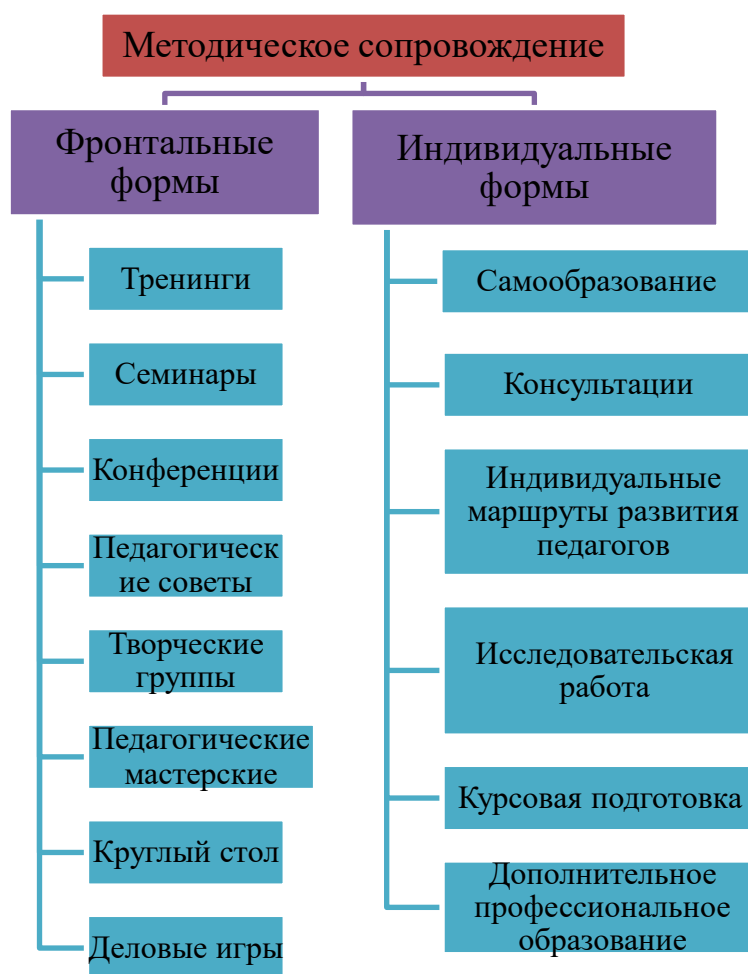 Методическое сопровождение
Фронтальные
формы
Тренинги
Семинары
Конференции
Педагогическ
ие советы
Творческие
группы
Педагогические
мастерские
Круглый стол
Деловые игры
Индивидуальные
формы
Самообразование
Консультации
Индивидуальные
маршруты развития
педагогов
Исследовательская
работа
Курсовая подготовка
Дополнительное
профессиональное
образование